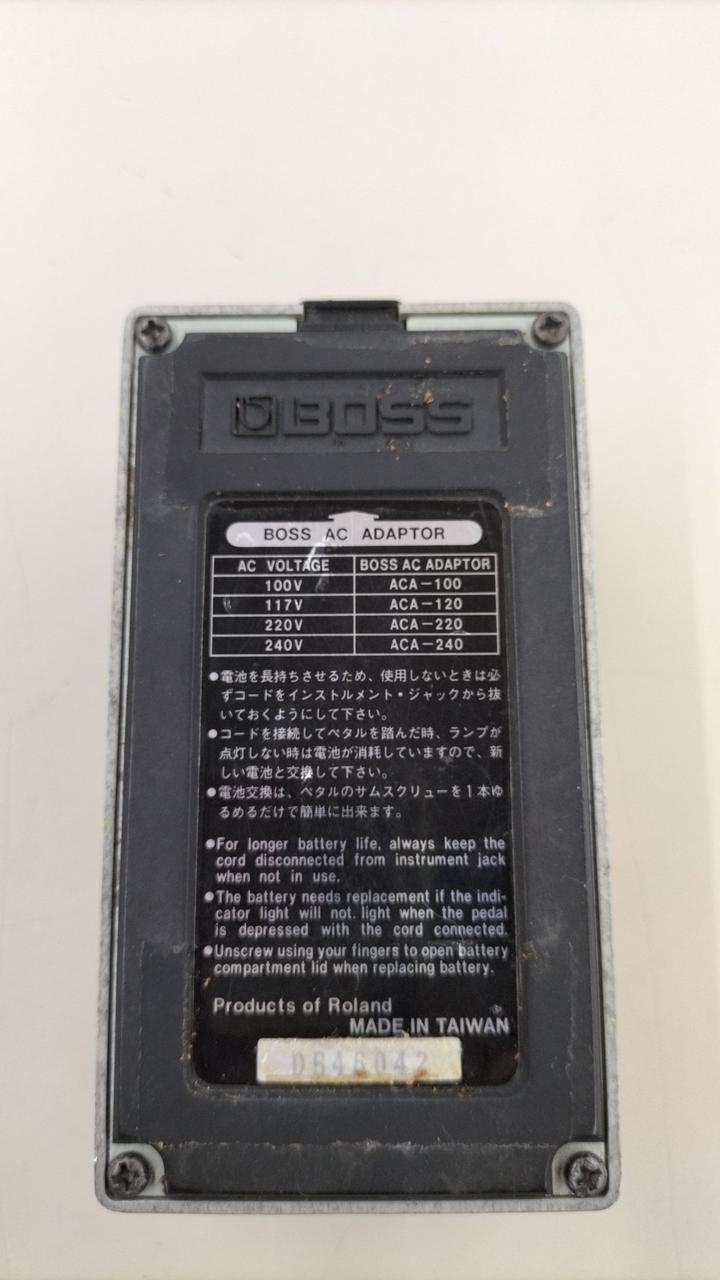 BOSS
BOSS AC ADAPTOR
AC VOLTAGE BOSS AC ADAPTOR
100V ACA-100
117V ACA-120
220V ACA-220
240V ACA-240
●電池を長持ちさせるため、使用しないときは必
ずコードをインストルメント・ジャックから抜
いておくようにして下さい。
●コードを接続してペタルを踏んだ時、ランプが
点灯しない時は電池が消耗していますので、新
しい電池と交換して下さい。
●電池交換は、ペタルのサムスクリューを1本ゆ
るめるだけで簡単に出来ます。
●For longer battery life, always keep the
cord disconnected from instrument jack
when not in use.
●The battery needs replacement if the indi-
cator light will not. light when the pedal
is depressed with the cord connected.
●Unscrew using your fingers to open battery
compartment lid when replacing battery.
Products of Roland
MADE IN TAIWAN